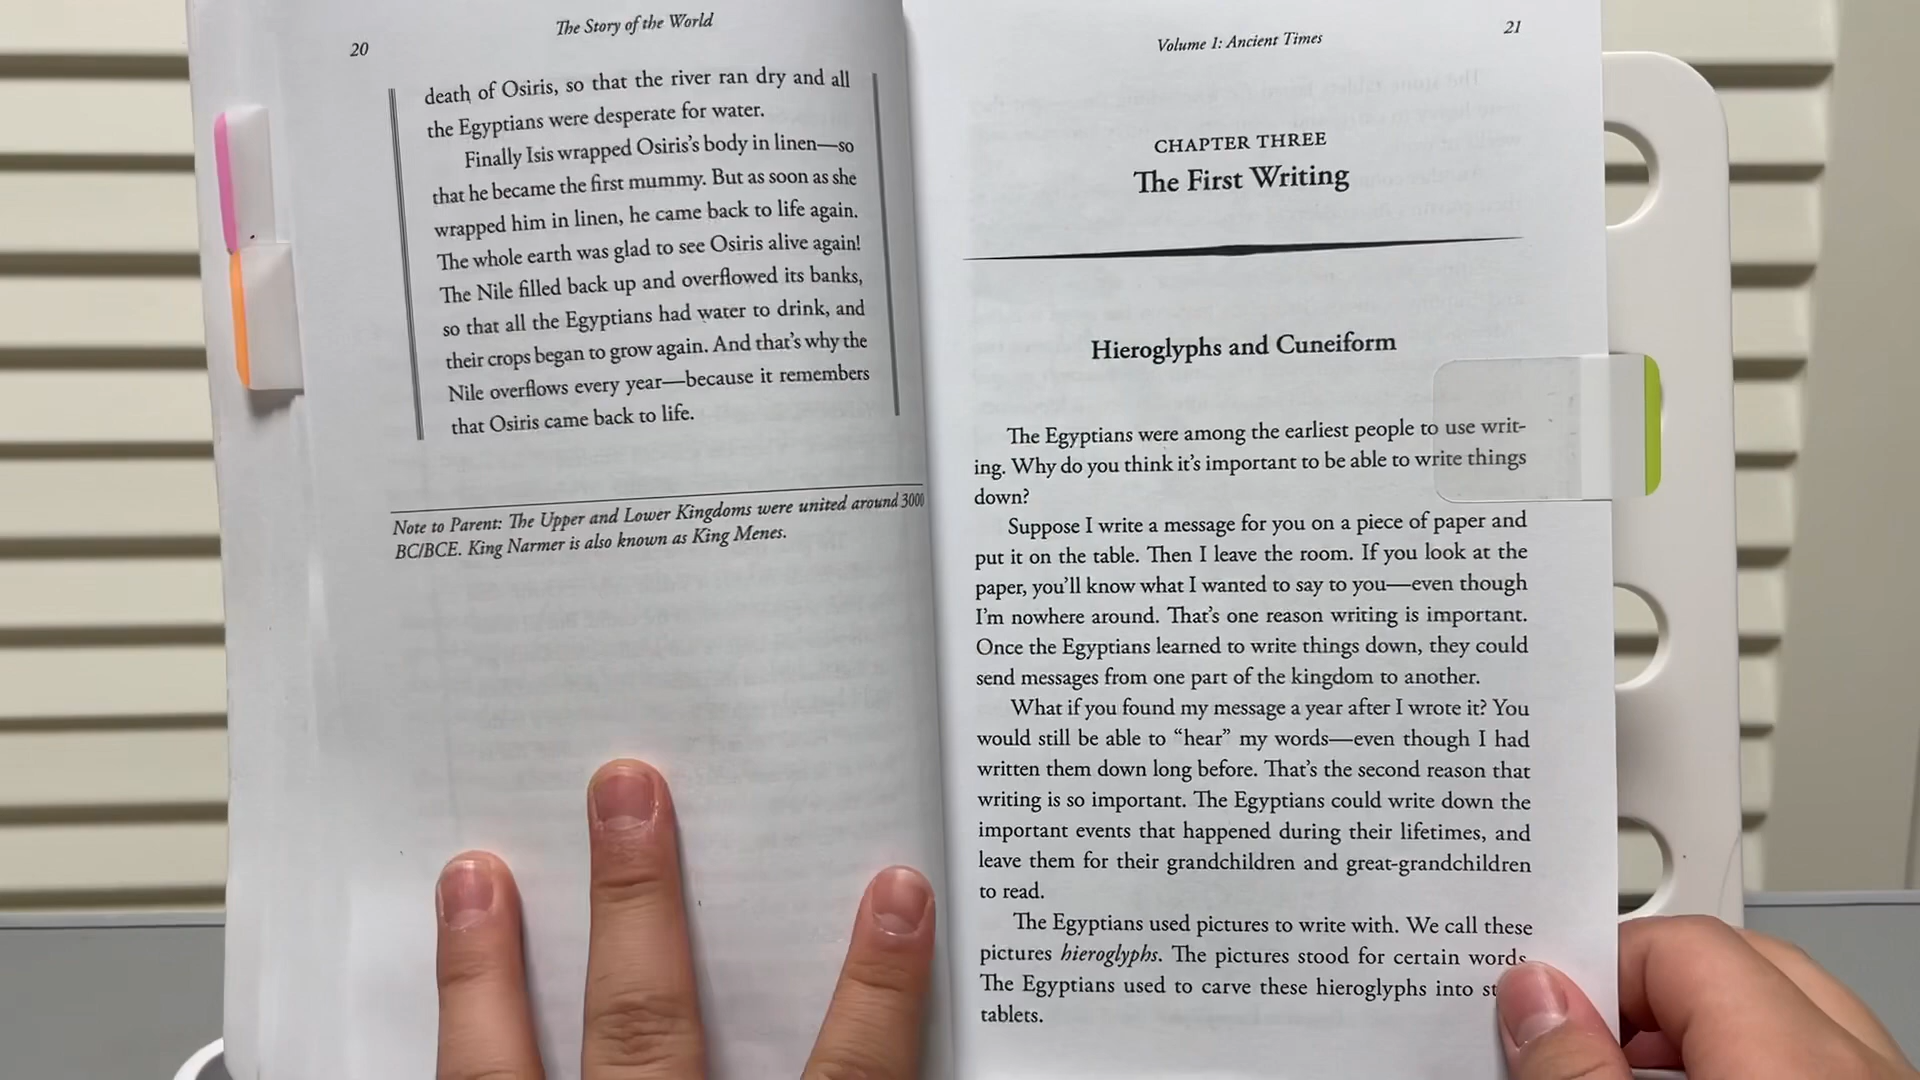 20
The Story of the World
death of Osiris, so that the river ran dry and all
the Egyptians were desperate for water.
Finally Isis wrapped Osiris's body in linen—so
that he became the first mummy. But as soon as she
wrapped him in linen, he came back to life again.
The whole earth was glad to see Osiris alive again!
The Nile filled back up and overflowed its banks,
so that all the Egyptians had water to drink, and
their crops began to grow again. And that's why the
Nile overflows every year—because it remembers
that Osiris came back to life.
Note to Parent: The Upper and Lower Kingdoms were united around 3000
BC/BCE. King Narmer is also known as King Menes.
Volume 1: Ancient Times
21
CHAPTER THREE
The First Writing
Hieroglyphs and Cuneiform
The Egyptians were among the earliest people to use writ-
ing. Why do you think it's important to be able to write things
down?
Suppose I write a message for you on a piece of paper and
put it on the table. Then I leave the room. If you look at the
paper, you'll know what I wanted to say to you—even though
I'm nowhere around. That's one reason writing is important.
Once the Egyptians learned to write things down, they could
send messages from one part of the kingdom to another.
What if you found my message a year after I wrote it? You
would still be able to “hear” my words—even though I had
written them down long before. That's the second reason that
writing is so important. The Egyptians could write down the
important events that happened during their lifetimes, and
leave them for their grandchildren and great-grandchildren
to read.
The Egyptians used pictures to write with. We call these
pictures hieroglyphs. The pictures stood for certain words
The Egyptians used to carve these hieroglyphs into
tablets.